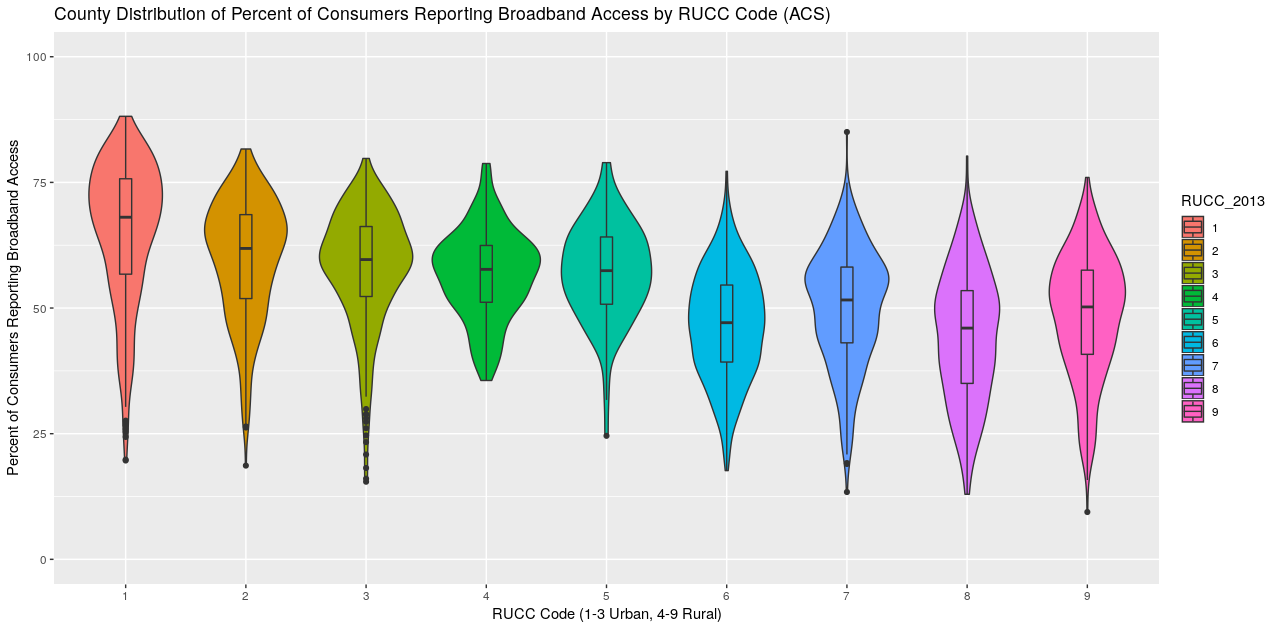 County Distribution of Percent of Consumers Reporting Broadband Access by RUCC Code (ACS)
Percent of Consumers Reporting Broadband Access
100
75
50
25
0
1 2 3 4 5 6 7 8 9
RUCC Code (1-3 Urban, 4-9 Rural)
RUCC_2013
1
2
3
4
5
6
7
8
9